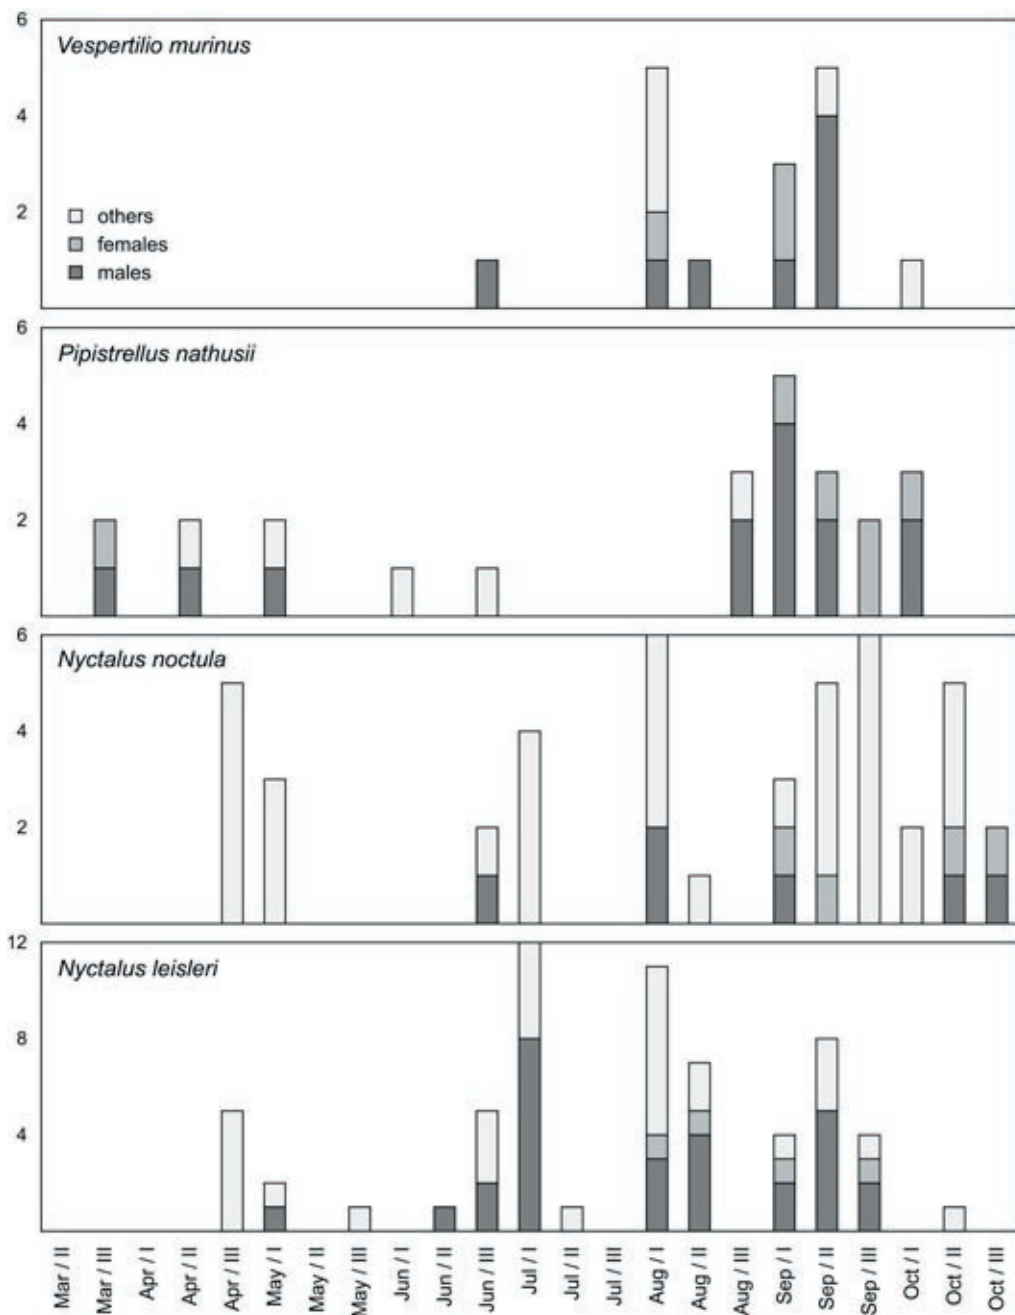 6
Vespertilio murinus
4
2
others
females
males
6
Pipistrellus nathusii
4
2
6
Nyctalus noctula
4
2
12
Nyctalus leisleri
8
4
Mar / II
Mar / III
Apr / I
Apr / II
Apr / III
May / I
May / II
May / III
Jun / I
Jun / II
Jun / III
Jul / I
Jul / II
Jul / III
Aug / I
Aug / II
Aug / III
Sep / I
Sep / II
Sep / III
Oct / I
Oct / II
Oct / III